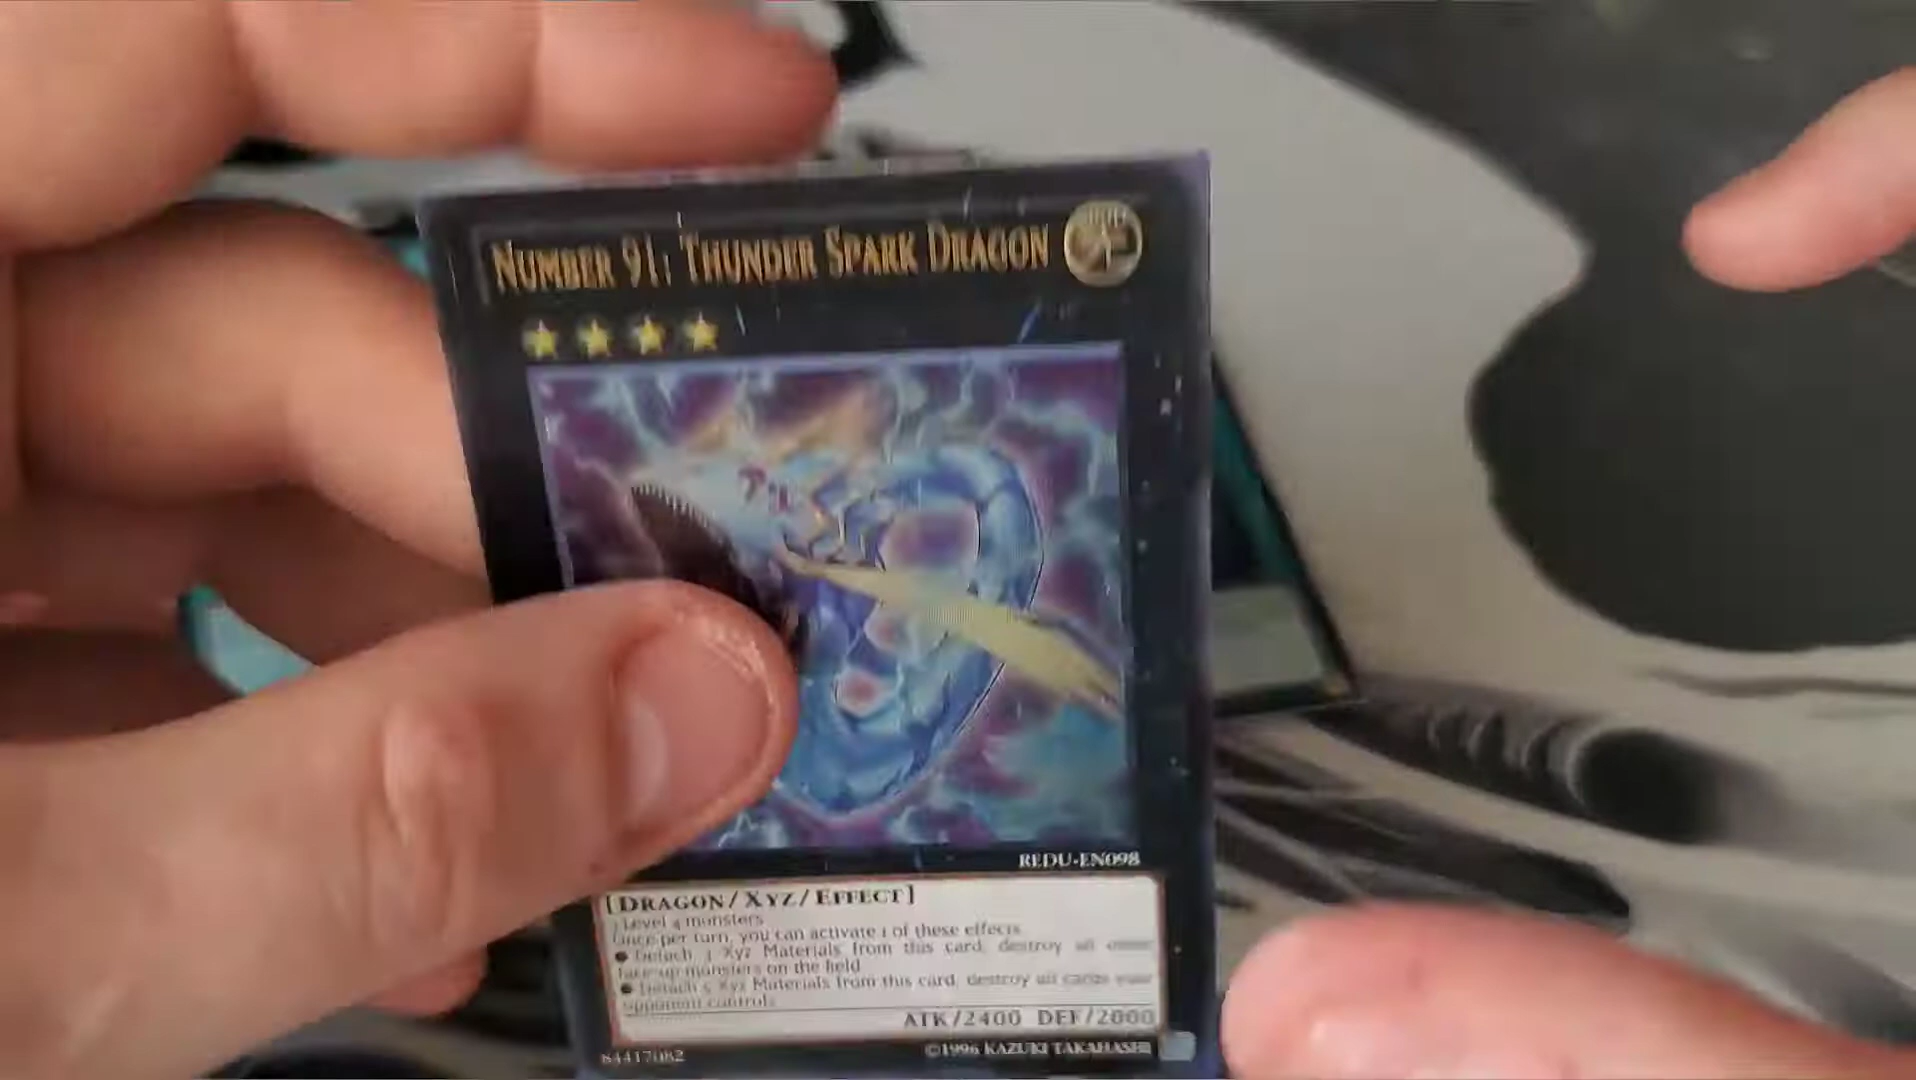 NUMBER 91: THUNDER SPARK DRAGON
REDU-EN098
[DRAGON/XYZ/EFFECT]
Level 4 monsters
Once per turn, you can activate 1 of these effects
● Detach 3 Xyz Materials from this card, destroy all other
face-up monsters on the field
● Detach 5 Xyz Materials from this card, destroy all cards your
opponent controls
ATK/2400 DEF/2000
84417082
©1996 KAZUKI TAKAHASHI